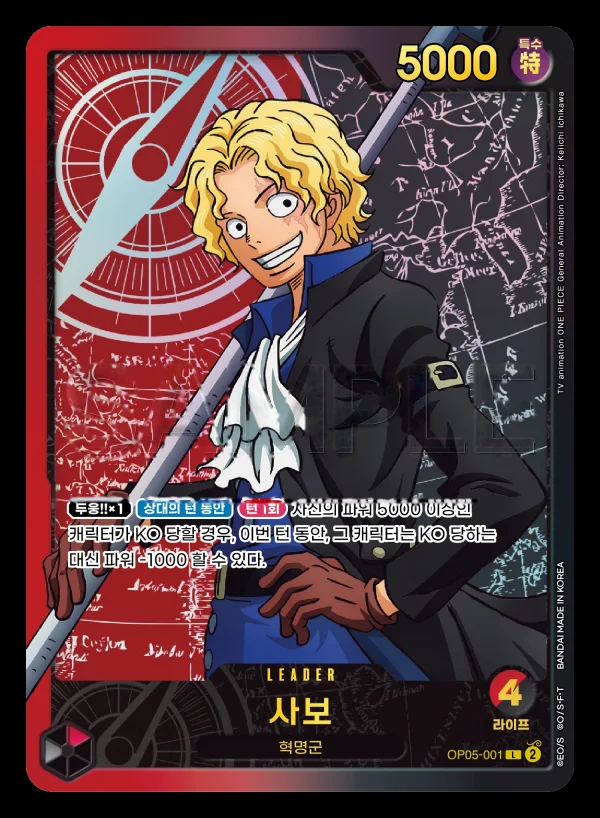 5000
특수
特
TV animation ONE PIECE General Animation Director: Keiichi Ichikawa
SAMPLE
두웅!!×1 상대의 턴 동안 턴 1회 자신의 파워 5000 이상인
캐릭터가 KO 당할 경우, 이번 턴 동안, 그 캐릭터는 KO 당하는
대신 파워 -1000 할 수 있다.
BANDAI MADE IN KOREA
©EO/S ©O/S·F·T
LEADER
사보
혁명군
4
라이프
OP05-001 L 2